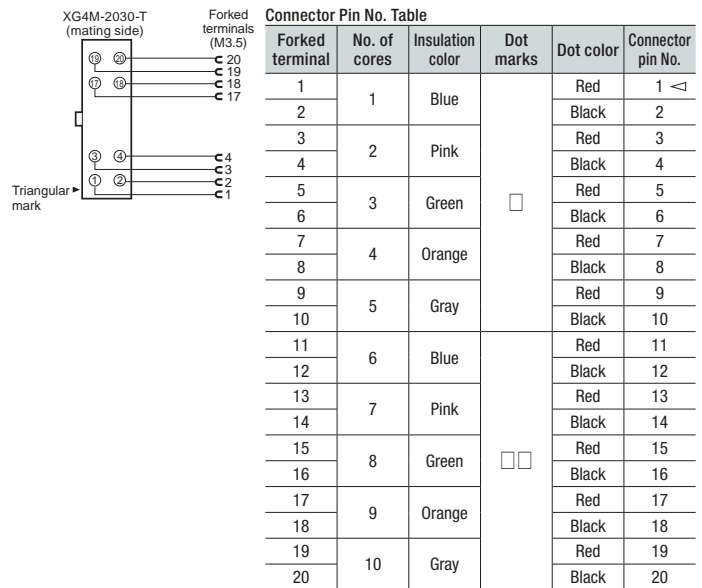 XG4M-2030-T
(mating side)
Forked
terminals
(M3.5)
19 20
20
19
17 18
18
17
3 4
4
3
1 2
2
1
Triangular
mark
Connector Pin No. Table
Forked terminal No. of cores Insulation color Dot marks Dot color Connector pin No.
1 1 Blue □ Red 1 ◁
2 Black 2
3 2 Pink Red 3
4 Black 4
5 3 Green Red 5
6 Black 6
7 4 Orange Red 7
8 Black 8
9 5 Gray Red 9
10 Black 10
11 6 Blue □□ Red 11
12 Black 12
13 7 Pink Red 13
14 Black 14
15 8 Green Red 15
16 Black 16
17 9 Orange Red 17
18 Black 18
19 10 Gray Red 19
20 Black 20